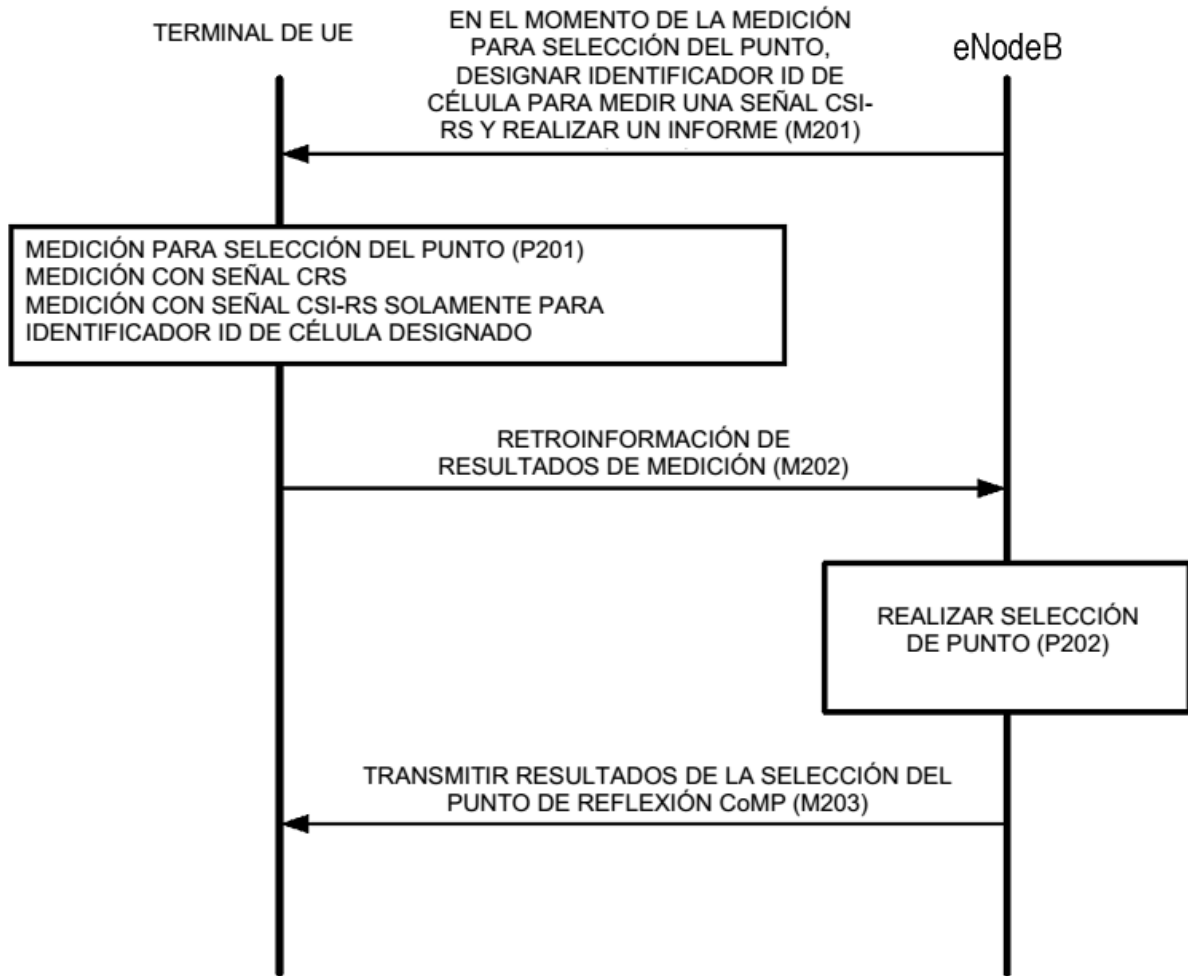 TERMINAL DE UE
EN EL MOMENTO DE LA MEDICIÓN
PARA SELECCIÓN DEL PUNTO,
DESIGNAR IDENTIFICADOR ID DE
CÉLULA PARA MEDIR UNA SEÑAL CSI-
RS Y REALIZAR UN INFORME (M201)
eNodeB
MEDICIÓN PARA SELECCIÓN DEL PUNTO (P201)
MEDICIÓN CON SEÑAL CRS
MEDICIÓN CON SEÑAL CSI-RS SOLAMENTE PARA
IDENTIFICADOR ID DE CÉLULA DESIGNADO
RETROINFORMACIÓN DE
RESULTADOS DE MEDICIÓN (M202)
REALIZAR SELECCIÓN
DE PUNTO (P202)
TRANSMITIR RESULTADOS DE LA SELECCIÓN DEL
PUNTO DE REFLEXIÓN CoMP (M203)